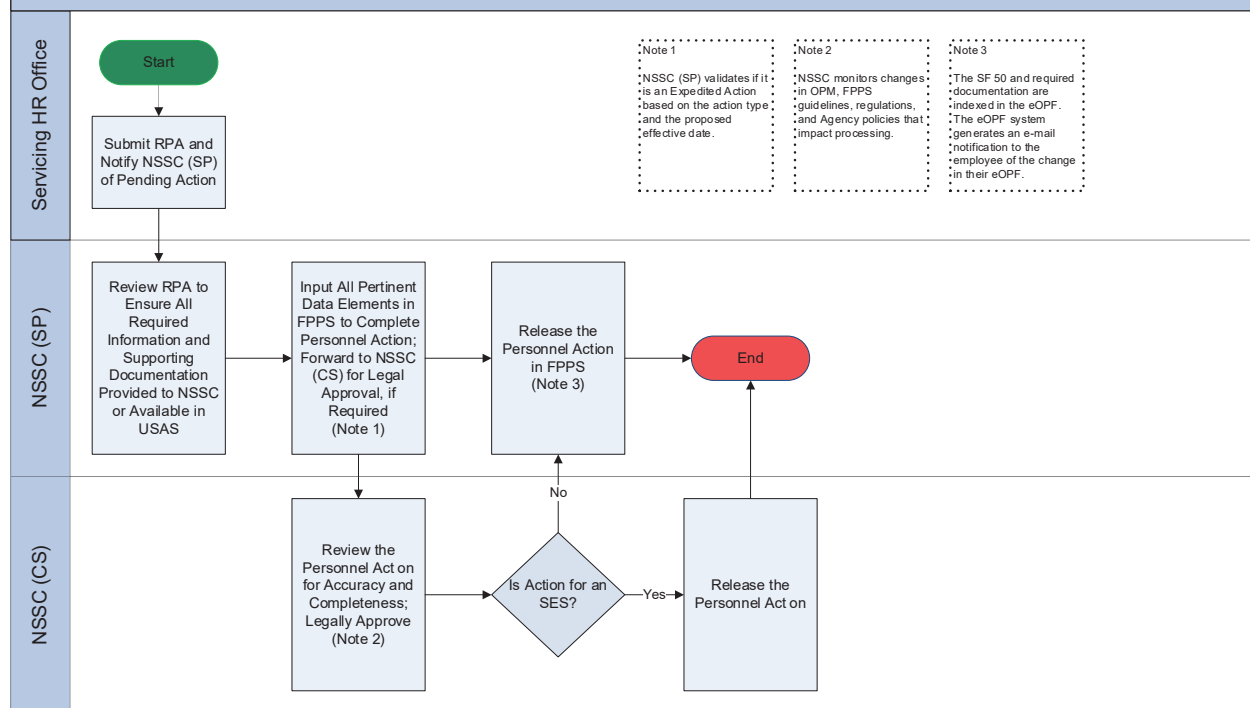 Servicing HR Office
Start
Submit RPA and
Notify NSSC (SP)
of Pending Action
Note 1
NSSC (SP) validates if it
is an Expedited Action
based on the action type
and the proposed
effective date.
Note 2
NSSC monitors changes
in OPM, FPPS
guidelines, regulations,
and Agency policies that
impact processing.
Note 3
The SF 50 and required
documentation are
indexed in the eOPF.
The eOPF system
generates an e-mail
notification to the
employee of the change
in their eOPF.
NSSC (SP)
Review RPA to
Ensure All
Required
Information and
Supporting
Documentation
Provided to NSSC
or Available in
USAS
Input All Pertinent
Data Elements in
FPPS to Complete
Personnel Action;
Forward to NSSC
(CS) for Legal
Approval, if
Required
(Note 1)
Release the
Personnel Action
in FPPS
(Note 3)
End
NSSC (CS)
Review the
Personnel Act on
for Accuracy and
Completeness;
Legally Approve
(Note 2)
Is Action for an
SES?
No
Yes
Release the
Personnel Act on